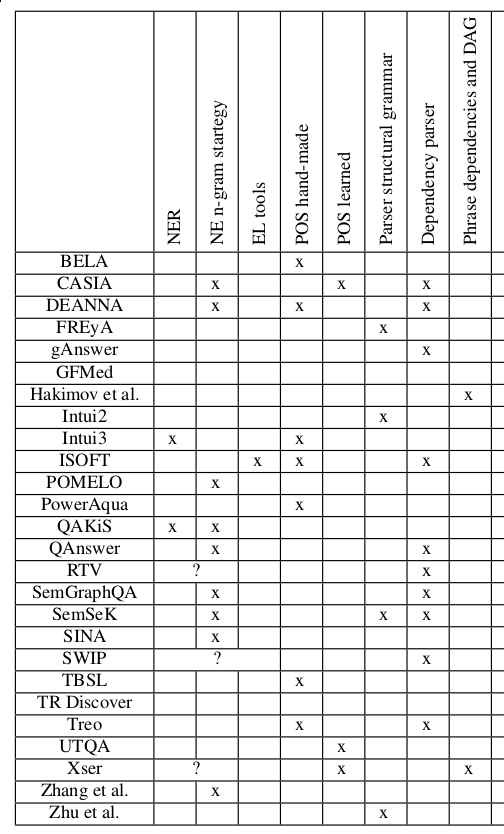 NER NE n-gram startegy EL tools POS hand-made POS learned Parser structural grammar Dependency parser Phrase dependencies and DAG
BELA x
CASIA x x x
DEANNA x x x
FREyA x
gAnswer x
GFMed
Hakimov et al. x
Intui2 x
Intui3 x x
ISOFT x x x
POMELO x
PowerAqua x
QAKiS x x
QAnswer x x
RTV ? x
SemGraphQA x x
SemSeK x x x
SINA x
SWIP ? x
TBSL x
TR Discover
Treo x x
UTQA x
Xser ? x x
Zhang et al. x
Zhu et al. x